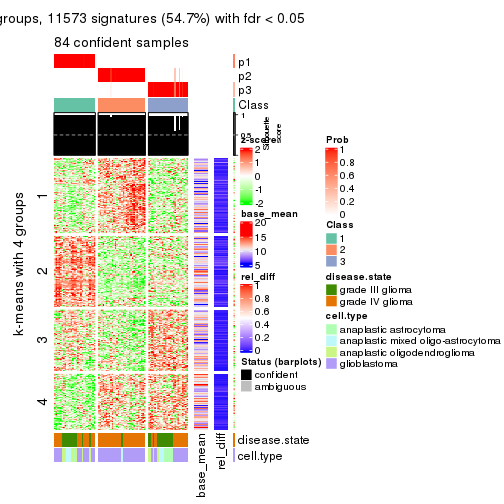 groups, 11573 signatures (54.7%) with fdr < 0.05
84 confident samples
p1
p2
p3
Class
1
0.5
Silhouette
score
z-score
2
1
0
-1
-2
base_mean
20
15
10
5
rel_diff
1
0.8
0.6
0.4
0.2
0
Status (barplots)
confident
ambiguous
Prob
1
0.8
0.6
0.4
0.2
0
Class
1
2
3
disease.state
grade III glioma
grade IV glioma
cell.type
anaplastic astrocytoma
anaplastic mixed oligo-astrocytoma
anaplastic oligodendroglioma
glioblastoma
k-means with 4 groups
1
2
3
4
disease.state
cell.type
base_mean
rel_diff